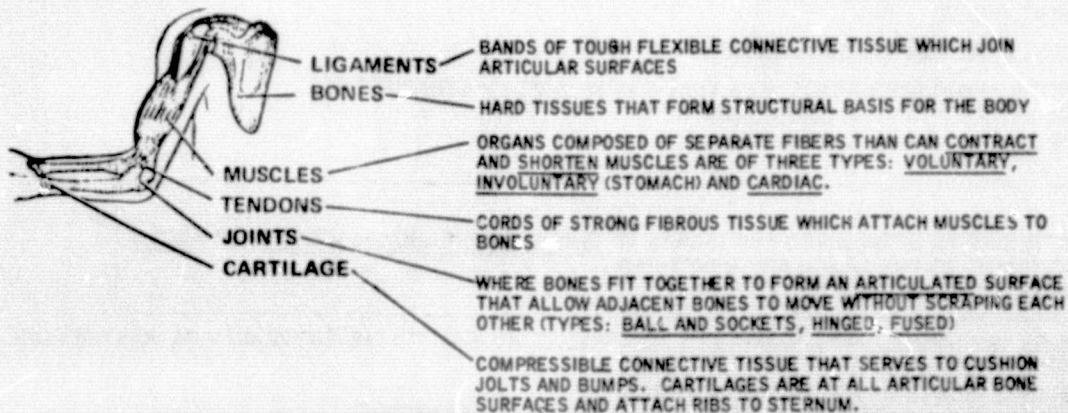 LIGAMENTS
BANDS OF TOUGH FLEXIBLE CONNECTIVE TISSUE WHICH JOIN
ARTICULAR SURFACES
BONES
HARD TISSUES THAT FORM STRUCTURAL BASIS FOR THE BODY
MUSCLES
ORGANS COMPOSED OF SEPARATE FIBERS THAN CAN CONTRACT
AND SHORTEN MUSCLES ARE OF THREE TYPES: VOLUNTARY,
INVOLUNTARY (STOMACH) AND CARDIAC.
TENDONS
CORDS OF STRONG FIBROUS TISSUE WHICH ATTACH MUSCLES TO
BONES
JOINTS
WHERE BONES FIT TOGETHER TO FORM AN ARTICULATED SURFACE
THAT ALLOW ADJACENT BONES TO MOVE WITHOUT SCRAPING EACH
OTHER (TYPES: BALL AND SOCKETS, HINGED, FUSED)
CARTILAGE
COMPRESSIBLE CONNECTIVE TISSUE THAT SERVES TO CUSHION
JOLTS AND BUMPS. CARTILAGES ARE AT ALL ARTICULAR BONE
SURFACES AND ATTACH RIBS TO STERNUM.